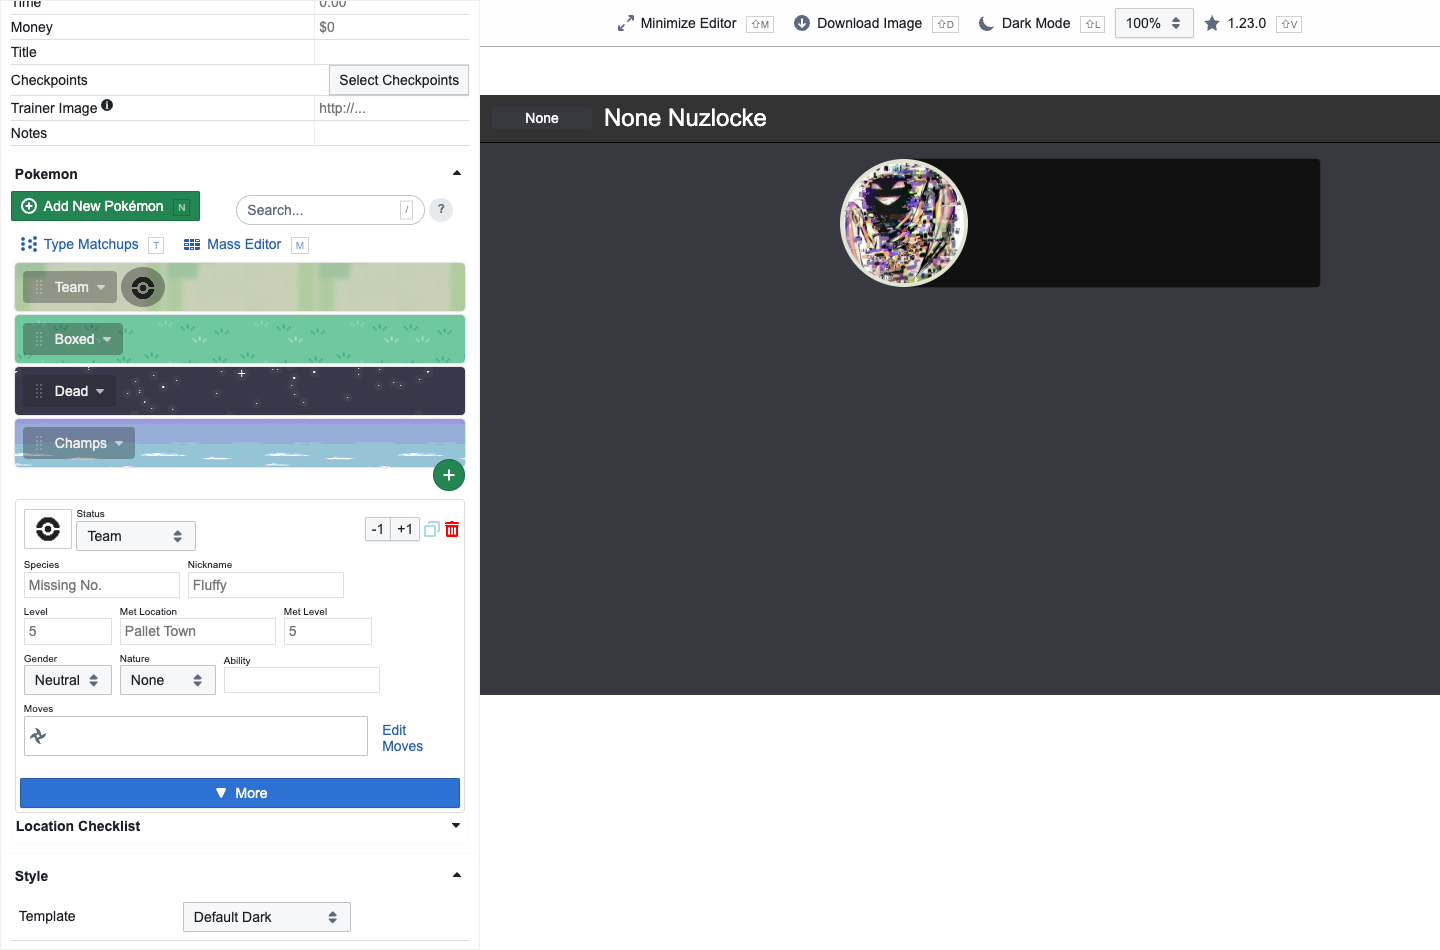 Time 0:00
Money $0
Title
Checkpoints Select Checkpoints
Trainer Image http://...
Notes
Pokemon
Add New Pokémon N
Search... / ?
Type Matchups T Mass Editor M
Team
Boxed
Dead
Champs
Status
Team
-1 +1
Species Nickname
Missing No. Fluffy
Level Met Location Met Level
5 Pallet Town 5
Gender Nature Ability
Neutral None
Moves
Edit
Moves
More
Location Checklist
Style
Template Default Dark
Minimize Editor ⇧M Download Image ⇧D Dark Mode ⇧L 100% 1.23.0 ⇧V
None None Nuzlocke